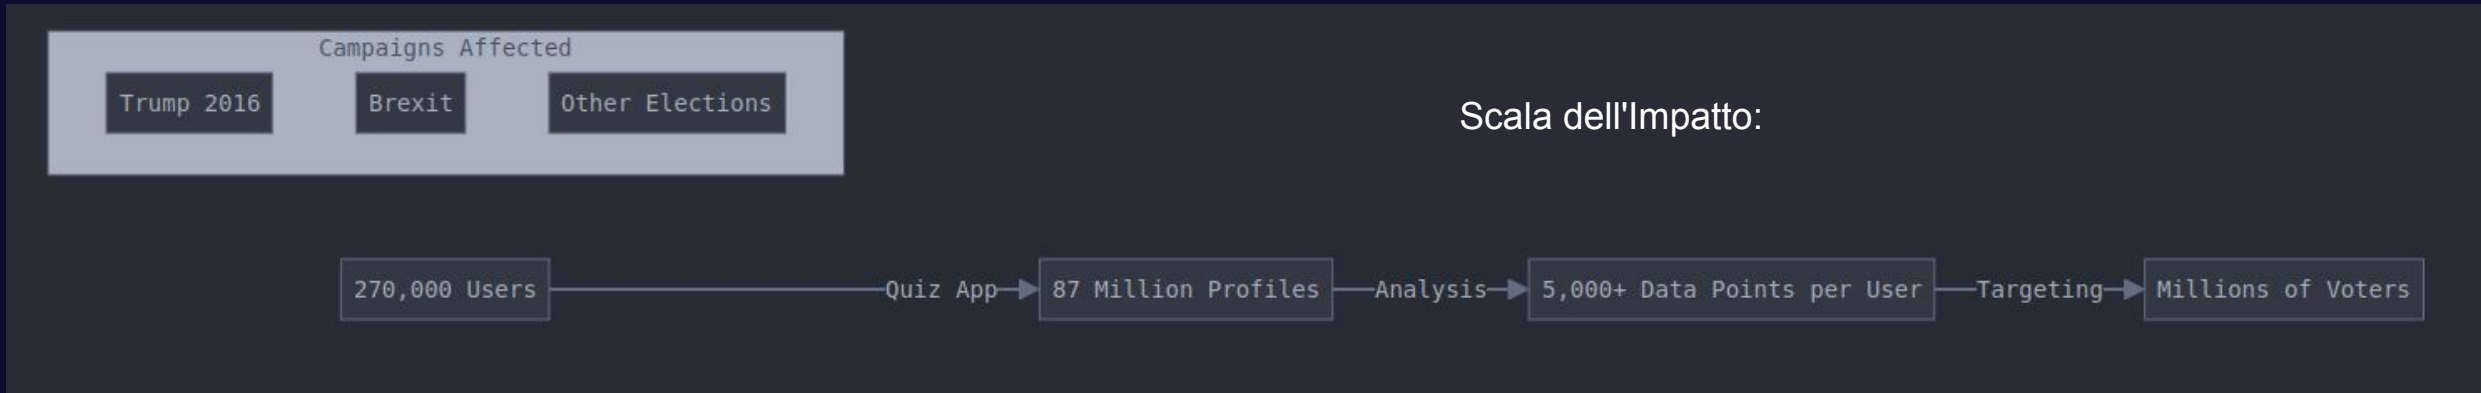 Campaigns Affected
Trump 2016
Brexit
Other Elections
Scala dell'Impatto:
270,000 Users
Quiz App
87 Million Profiles
Analysis
5,000+ Data Points per User
Targeting
Millions of Voters